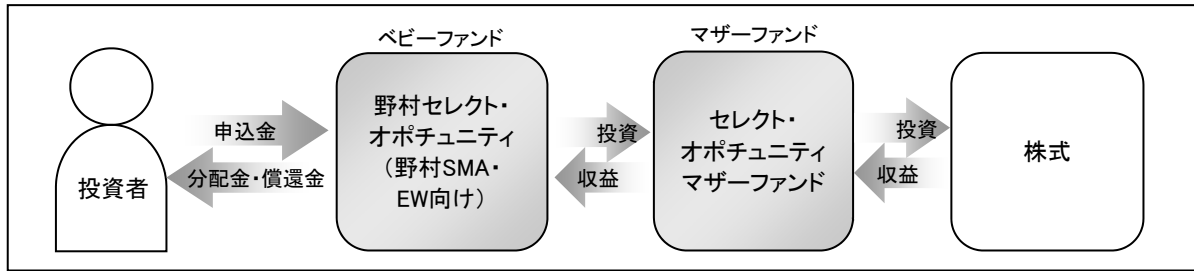 ベビーファンド
マザーファンド
投資者
申込金
分配金・償還金
野村セレクト・
オポチュニティ
(野村SMA・
EW向け)
投資
収益
セレクト・
オポチュニティ
マザーファンド
投資
収益
株式